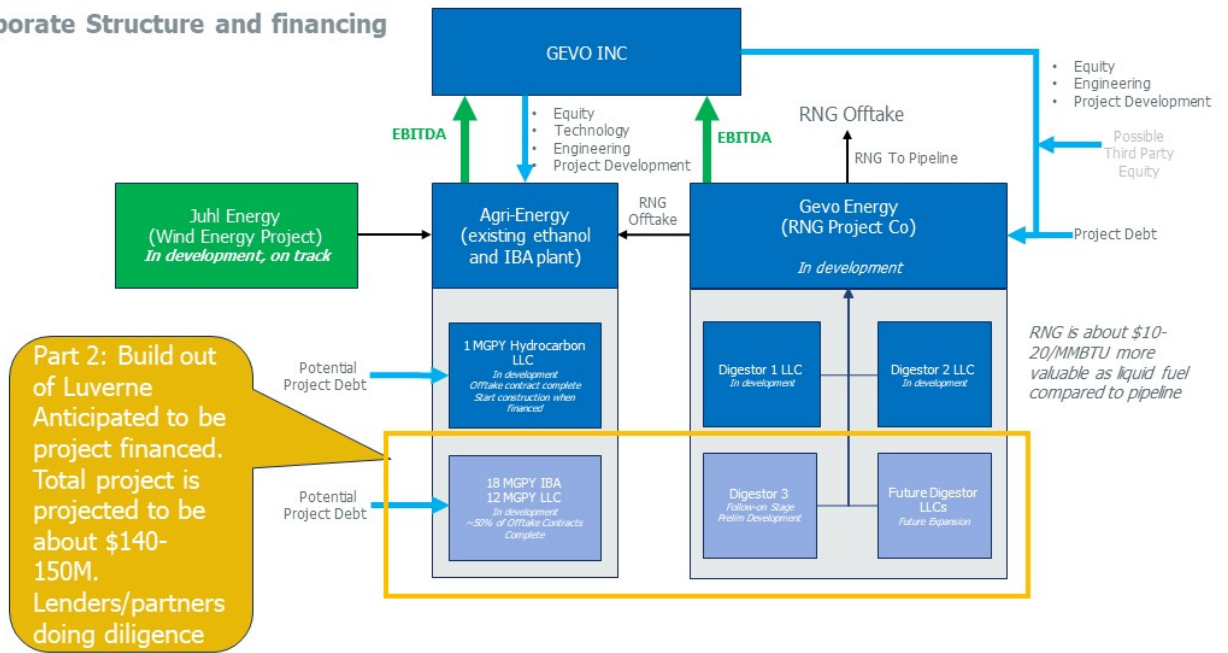 porate Structure and financing
GEVO INC
• Equity
• Engineering
• Project Development
EBITDA
• Equity
• Technology
• Engineering
• Project Development
EBITDA
RNG Offtake
RNG To Pipeline
Possible
Third Party
Equity
Juhl Energy
(Wind Energy Project)
In development, on track
Agri-Energy
(existing ethanol
and IBA plant)
RNG
Offtake
Gevo Energy
(RNG Project Co)
In development
Project Debt
Part 2: Build out
of Luverne
Anticipated to be
project financed.
Total project is
projected to be
about $140-
150M.
Lenders/partners
doing diligence
Potential
Project Debt
1 MGPY Hydrocarbon
LLC
In development
Offtake contract complete
Start construction when
financed
Digestor 1 LLC
In development
Digestor 2 LLC
In development
RNG is about $10-
20/MMBTU more
valuable as liquid fuel
compared to pipeline
Potential
Project Debt
18 MGPY IBA
12 MGPY LLC
In development
~50% of Offtake Contracts
Complete
Digestor 3
Follow-on Stage
Prelim Development
Future Digestor
LLCs
Future Expansion